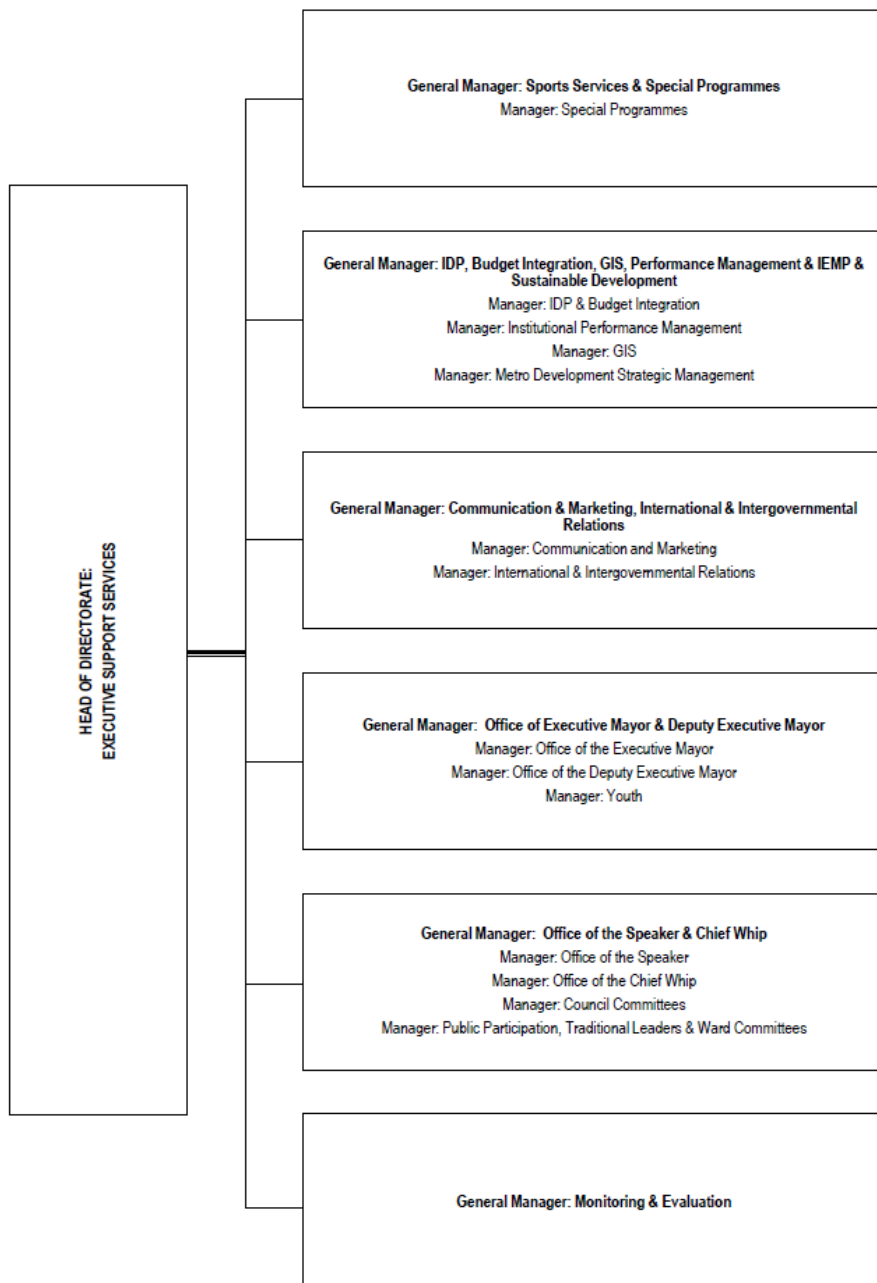 HEAD OF DIRECTORATE:
EXECUTIVE SUPPORT SERVICES
General Manager: Sports Services & Special Programmes
Manager: Special Programmes
General Manager: IDP, Budget Integration, GIS, Performance Management & IEMP &
Sustainable Development
Manager: IDP & Budget Integration
Manager: Institutional Performance Management
Manager: GIS
Manager: Metro Development Strategic Management
General Manager: Communication & Marketing, International & Intergovernmental
Relations
Manager: Communication and Marketing
Manager: International & Intergovernmental Relations
General Manager: Office of Executive Mayor & Deputy Executive Mayor
Manager: Office of the Executive Mayor
Manager: Office of the Deputy Executive Mayor
Manager: Youth
General Manager: Office of the Speaker & Chief Whip
Manager: Office of the Speaker
Manager: Office of the Chief Whip
Manager: Council Committees
Manager: Public Participation, Traditional Leaders & Ward Committees
General Manager: Monitoring & Evaluation